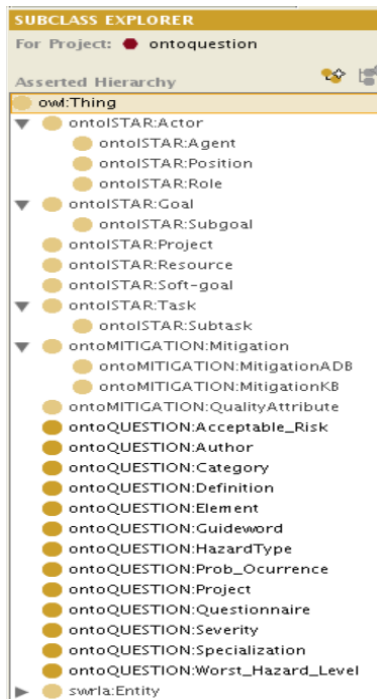 SUBCLASS EXPLORER
For Project: ontoquestion
Asserted Hierarchy
owl:Thing
ontoISTAR:Actor
ontoISTAR:Agent
ontoISTAR:Position
ontoISTAR:Role
ontoISTAR:Goal
ontoISTAR:Subgoal
ontoISTAR:Project
ontoISTAR:Resource
ontoISTAR:Soft-goal
ontoISTAR:Task
ontoISTAR:Subtask
ontoMITIGATION:Mitigation
ontoMITIGATION:MitigationADB
ontoMITIGATION:MitigationKB
ontoMITIGATION:QualityAttribute
ontoQUESTION:Acceptable_Risk
ontoQUESTION:Author
ontoQUESTION:Category
ontoQUESTION:Definition
ontoQUESTION:Element
ontoQUESTION:Guideword
ontoQUESTION:HazardType
ontoQUESTION:Prob_Ocurrence
ontoQUESTION:Project
ontoQUESTION:Questionnaire
ontoQUESTION:Severity
ontoQUESTION:Specialization
ontoQUESTION:Worst_Hazard_Level
swrla:Entity